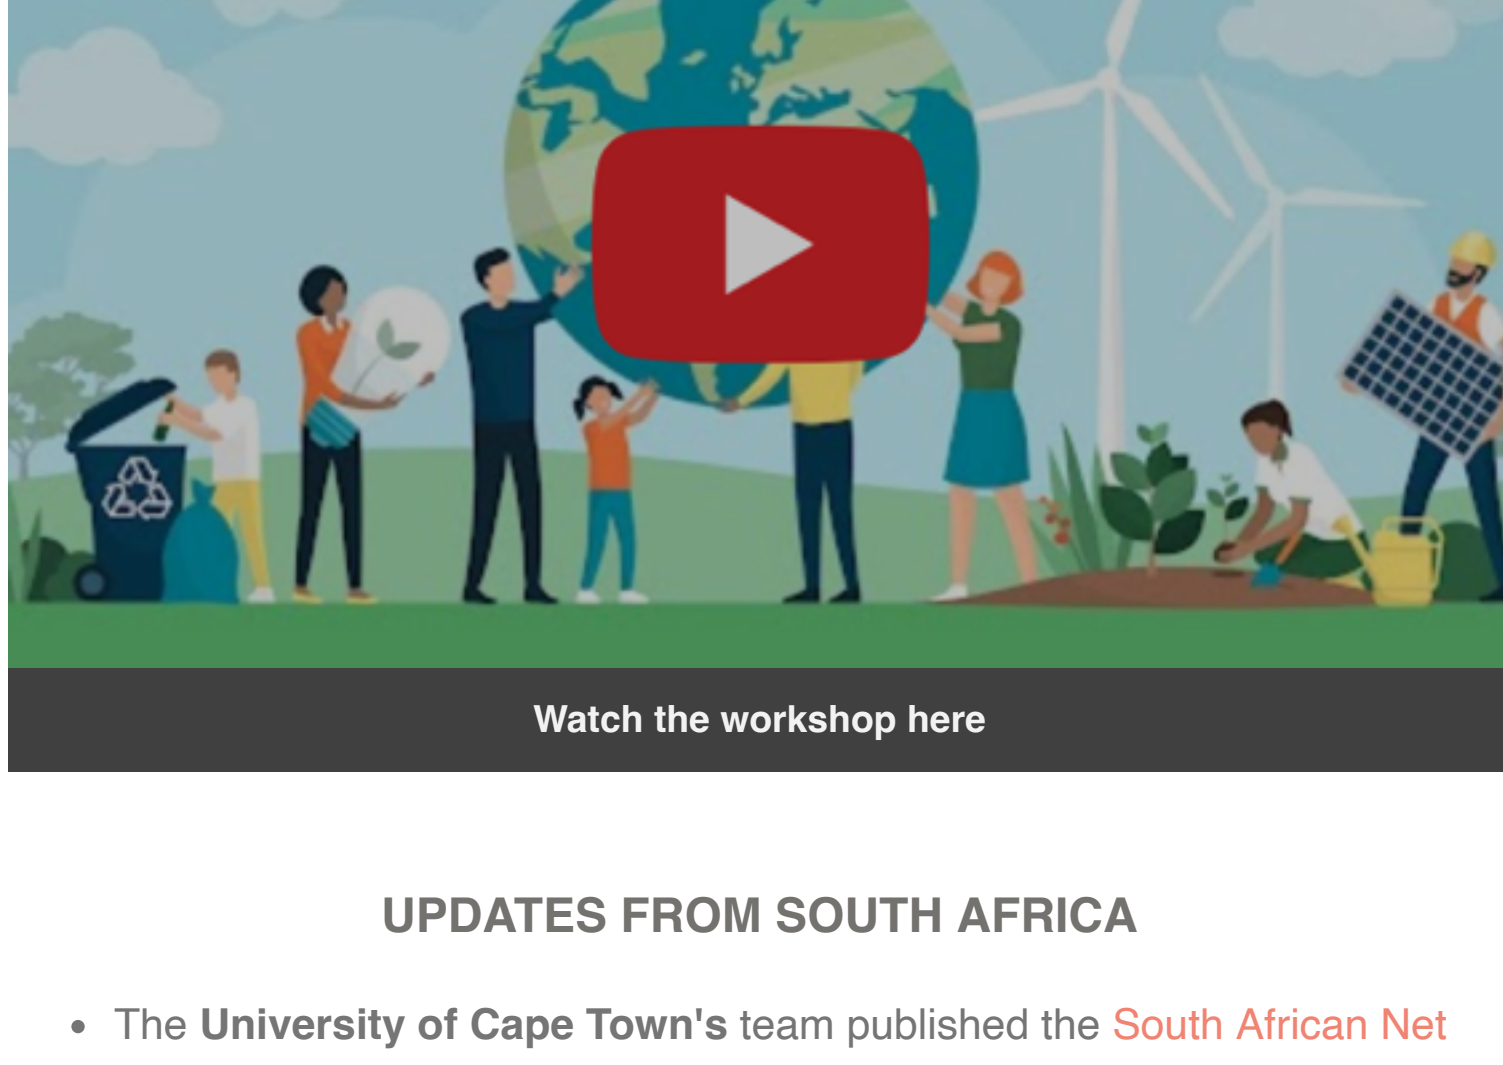 Watch the workshop here
UPDATES FROM SOUTH AFRICA
• The University of Cape Town's team published the South African Net